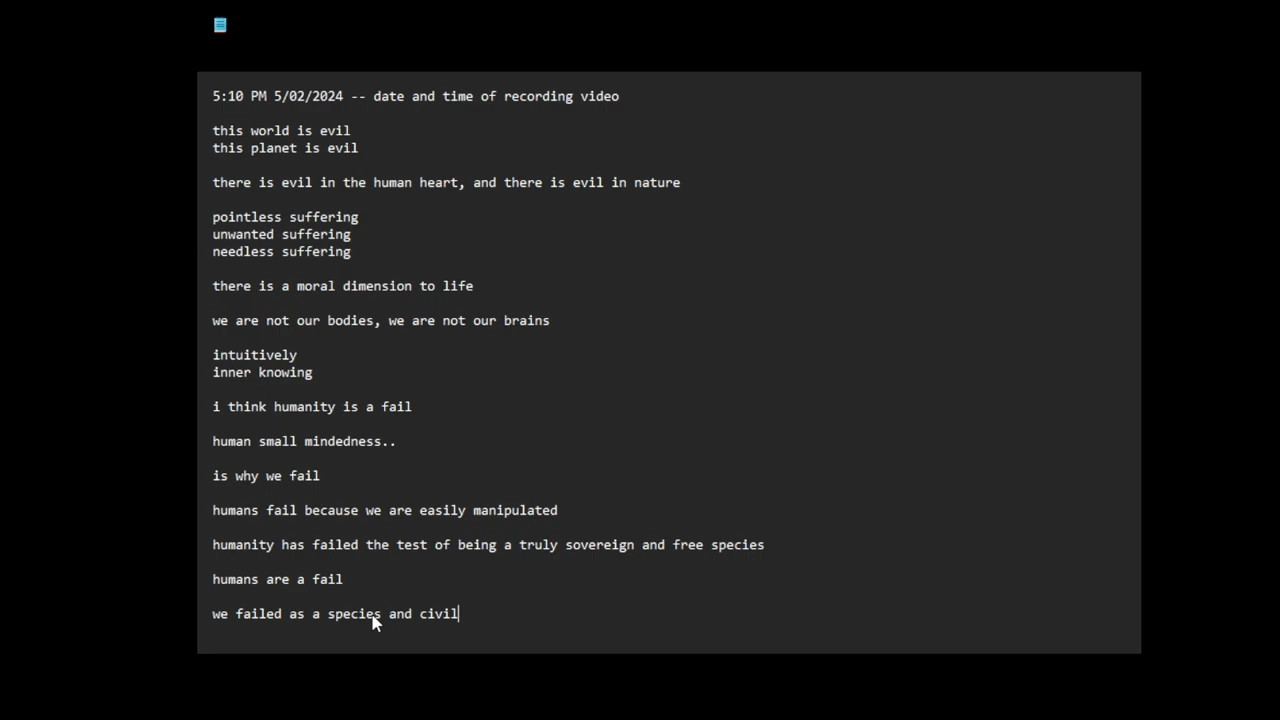 5:10 PM 5/02/2024 -- date and time of recording video
this world is evil
this planet is evil
there is evil in the human heart, and there is evil in nature
pointless suffering
unwanted suffering
needless suffering
there is a moral dimension to life
we are not our bodies, we are not our brains
intuitively
inner knowing
i think humanity is a fail
human small mindedness..
is why we fail
humans fail because we are easily manipulated
humanity has failed the test of being a truly sovereign and free species
humans are a fail
we failed as a species and civil